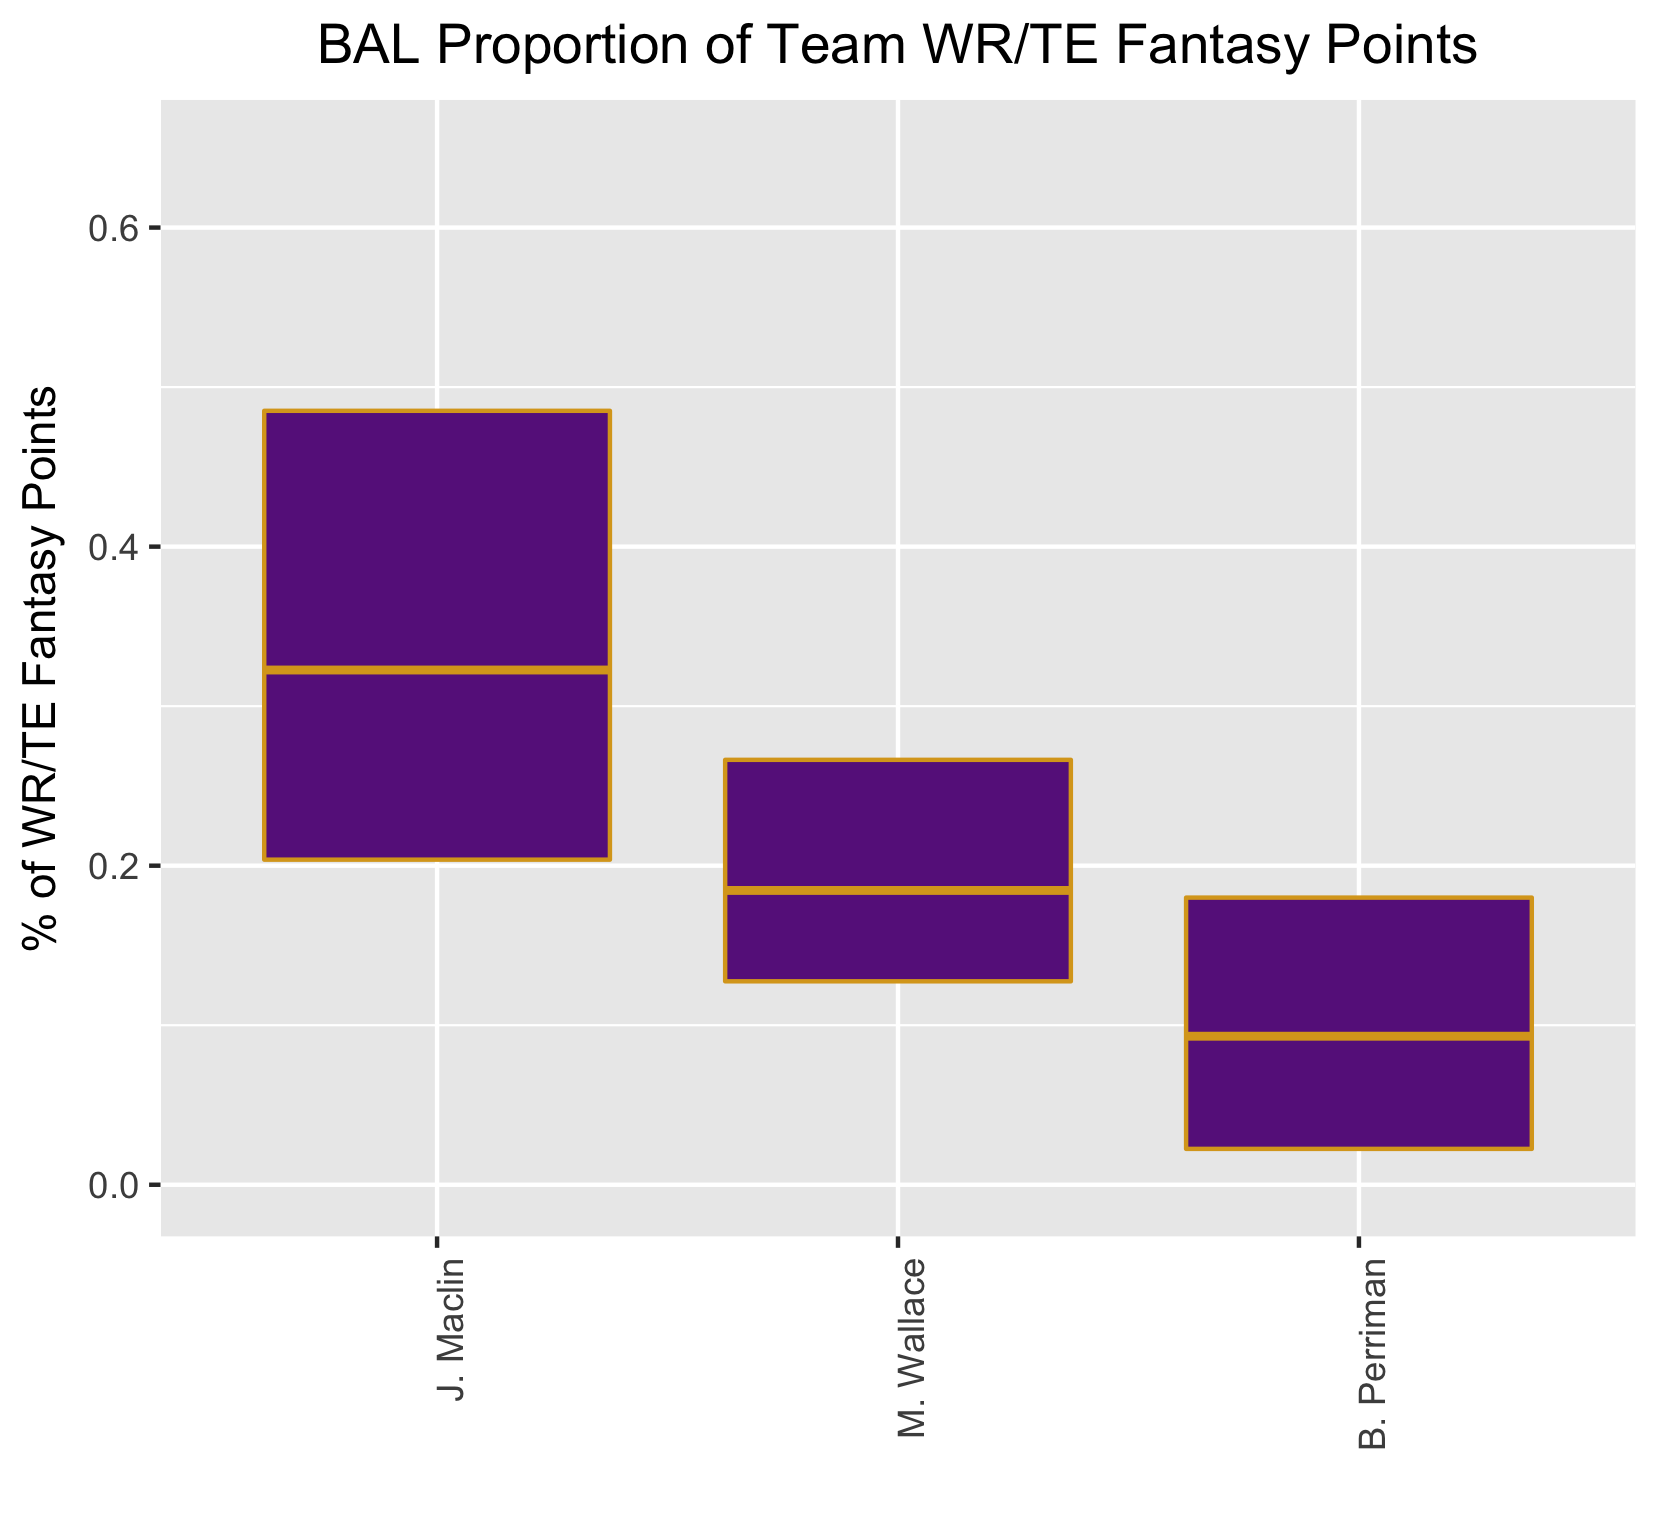 BAL Proportion of Team WR/TE Fantasy Points
% of WR/TE Fantasy Points
0.6
0.4
0.2
0.0
J. Maclin
M. Wallace
B. Perriman